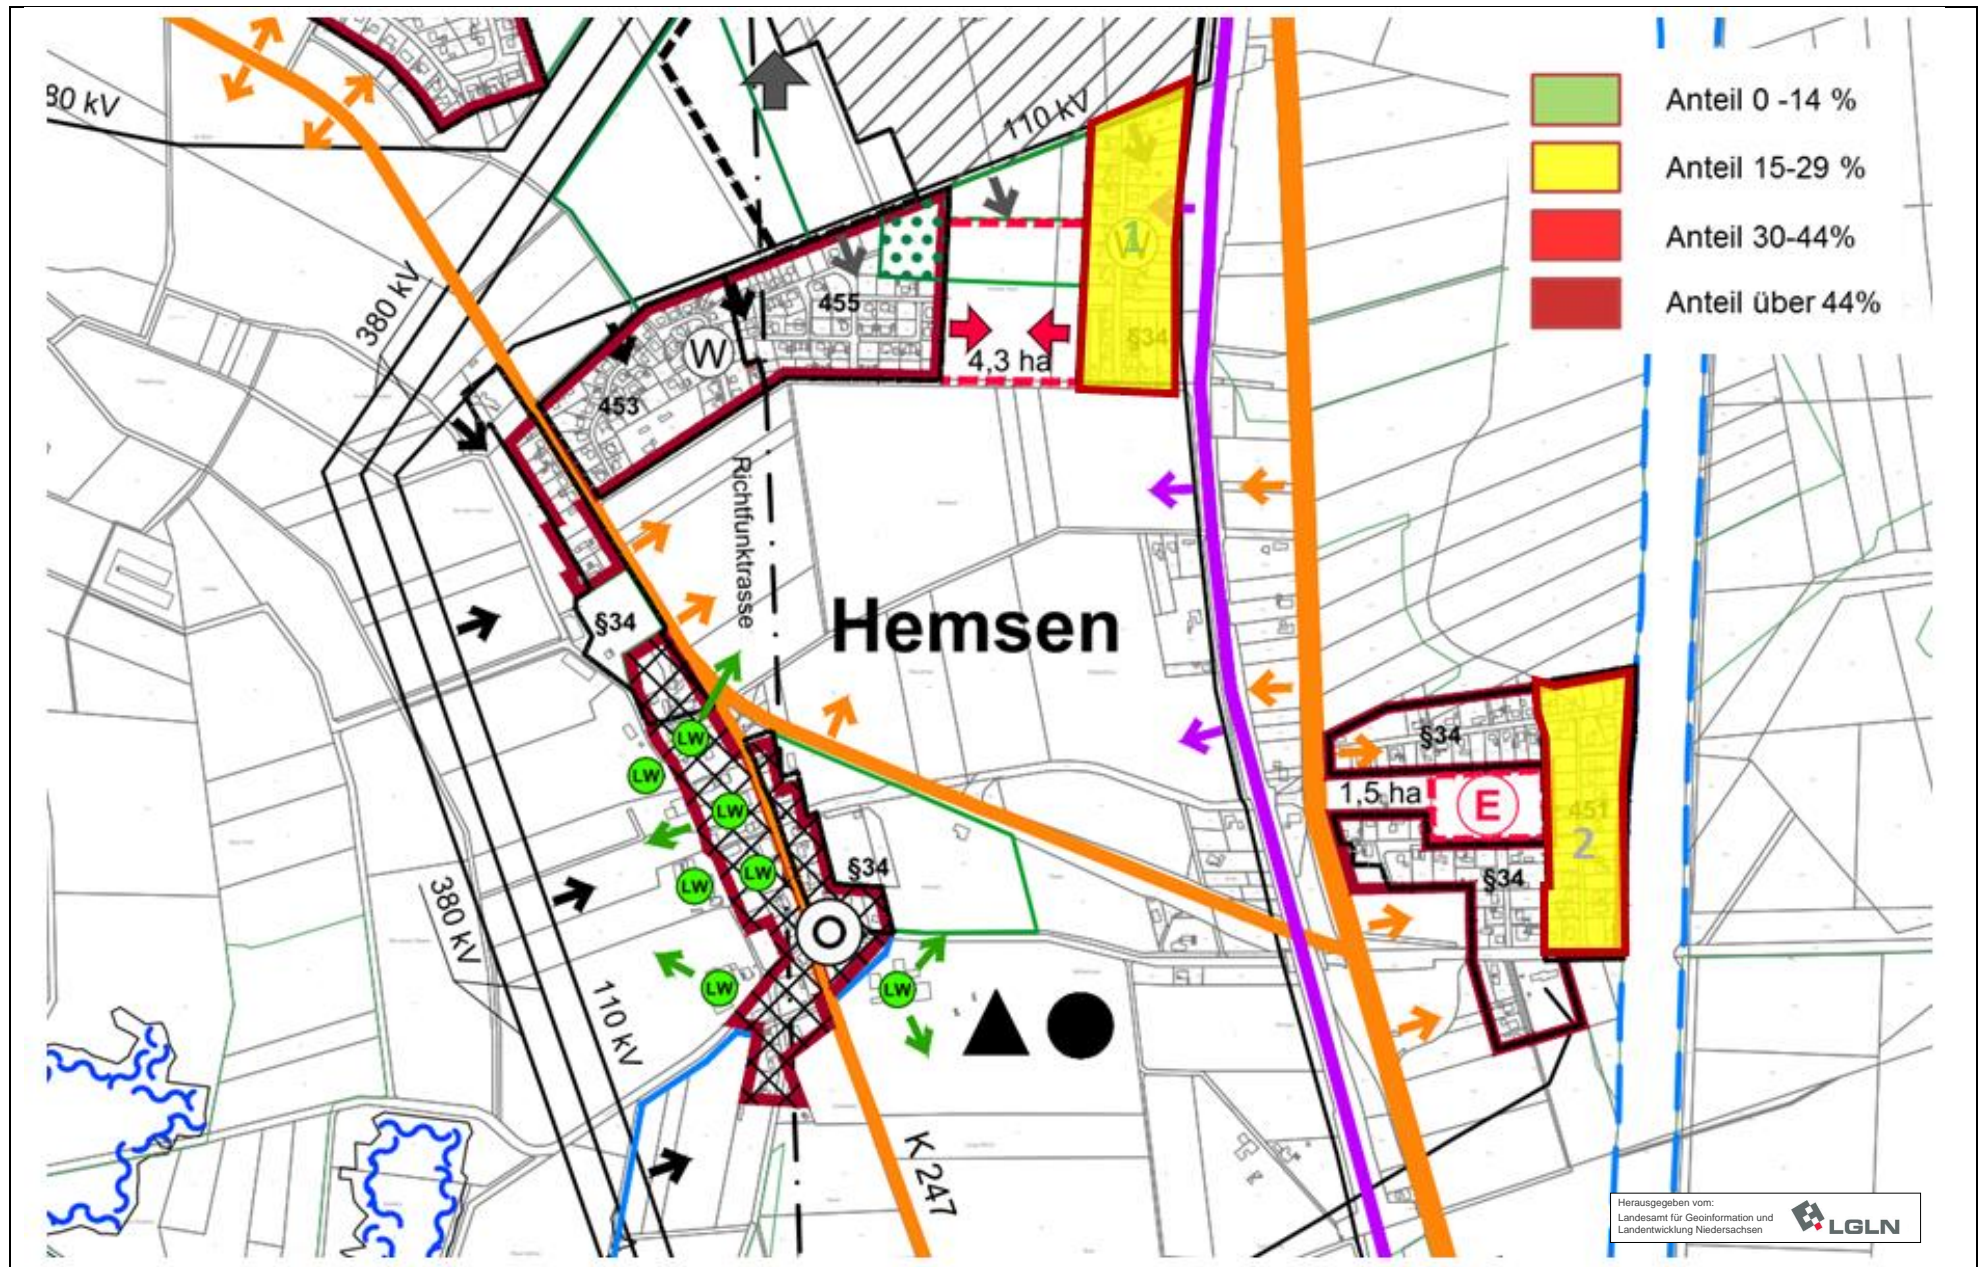 80 kV
110 kV
Anteil 0 -14 %
Anteil 15-29 %
Anteil 30-44%
Anteil über 44%
380 kV
W
1
455
§34
W
4,3 ha
453
Richtfunktrasse
§34
Hemsen
LW
LW
LW
LW
LW
§34
§34
1,5 ha
E
451
2
§34
380 kV
O
LW
LW
110 kV
K 247
Herausgegeben vom:
Landesamt für Geoinformation und
Landentwicklung Niedersachsen
LGLN